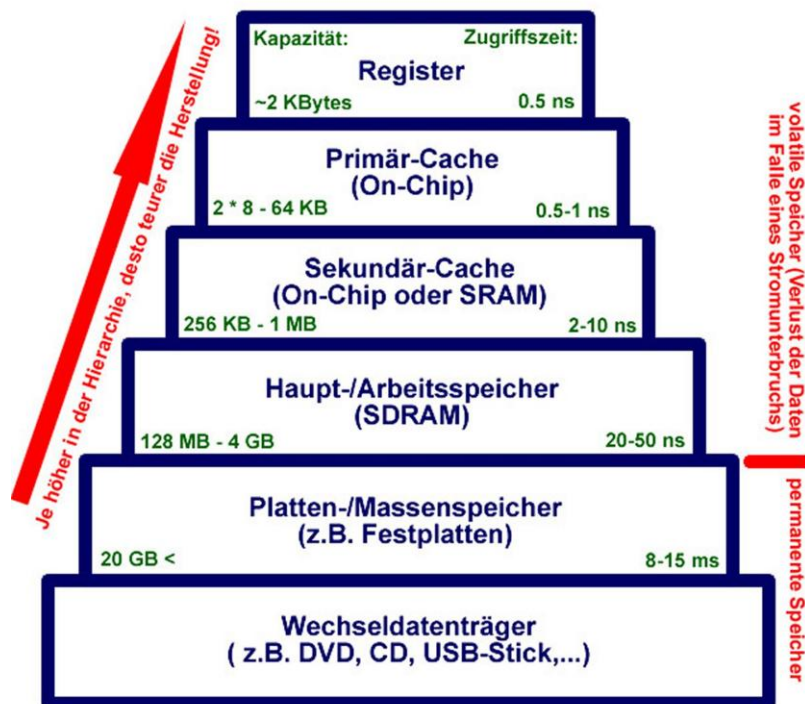 Kapazität: Zugriffszeit:
Register
~2 KBytes 0.5 ns
Primär-Cache
(On-Chip)
2 * 8 - 64 KB 0.5-1 ns
Sekundär-Cache
(On-Chip oder SRAM)
256 KB - 1 MB 2-10 ns
Haupt-/Arbeitsspeicher
(SDRAM)
128 MB - 4 GB 20-50 ns
Platten-/Massenspeicher
(z.B. Festplatten)
20 GB < 8-15 ms
Wechseldatenträger
( z.B. DVD, CD, USB-Stick,...)
Je höher in der Hierarchie, desto teurer die Herstellung!
volatile Speicher (Verlust der Daten
im Falle eines Stromunterbruchs)
permanente Speicher